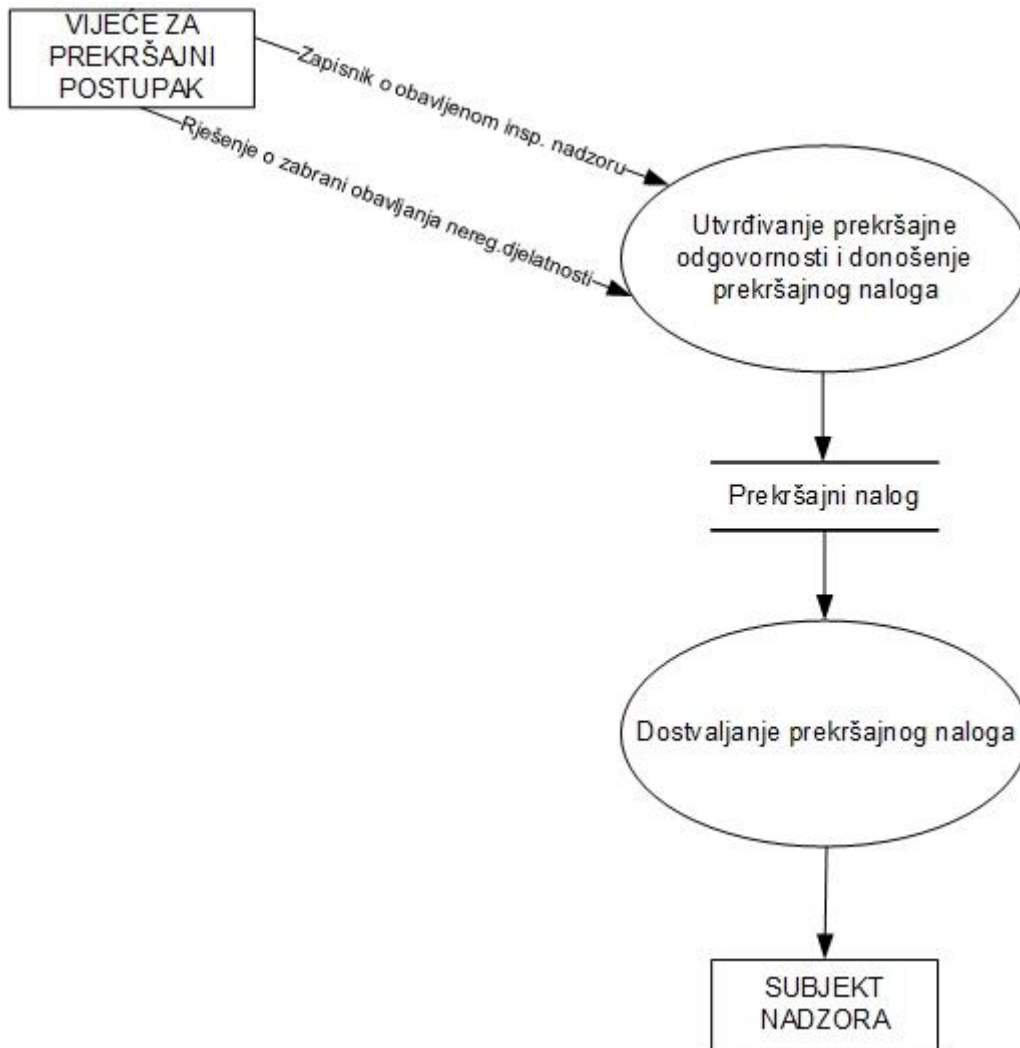 VIJEĆE ZA
PREKRŠAJNI
POSTUPAK
Zapisnik o obavljenom insp. nadzoru
Rješenje o zabrani obavljanja nereg.djelatnosti
Utvrđivanje prekršajne
odgovornosti i donošenje
prekršajnog naloga
Prekršajni nalog
Dostvaljanje prekršajnog naloga
SUBJEKT
NADZORA